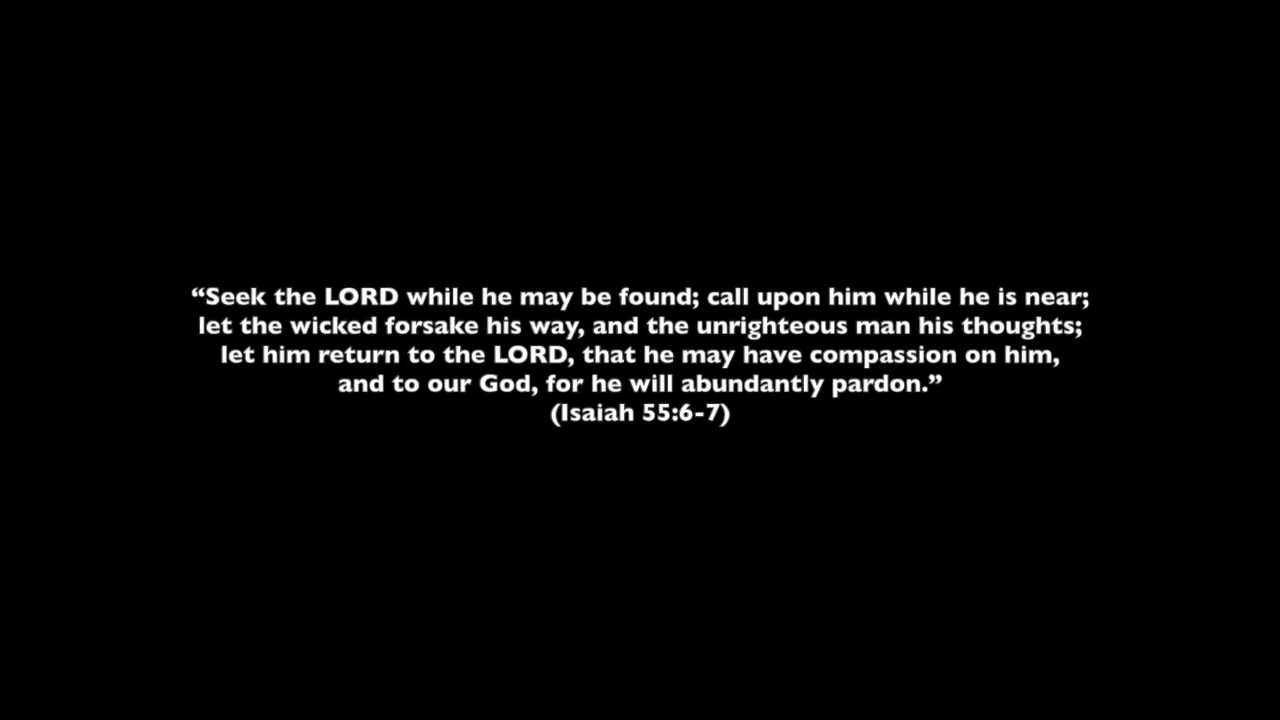 “Seek the LORD while he may be found; call upon him while he is near;
let the wicked forsake his way, and the unrighteous man his thoughts;
let him return to the LORD, that he may have compassion on him,
and to our God, for he will abundantly pardon.”
(Isaiah 55:6-7)